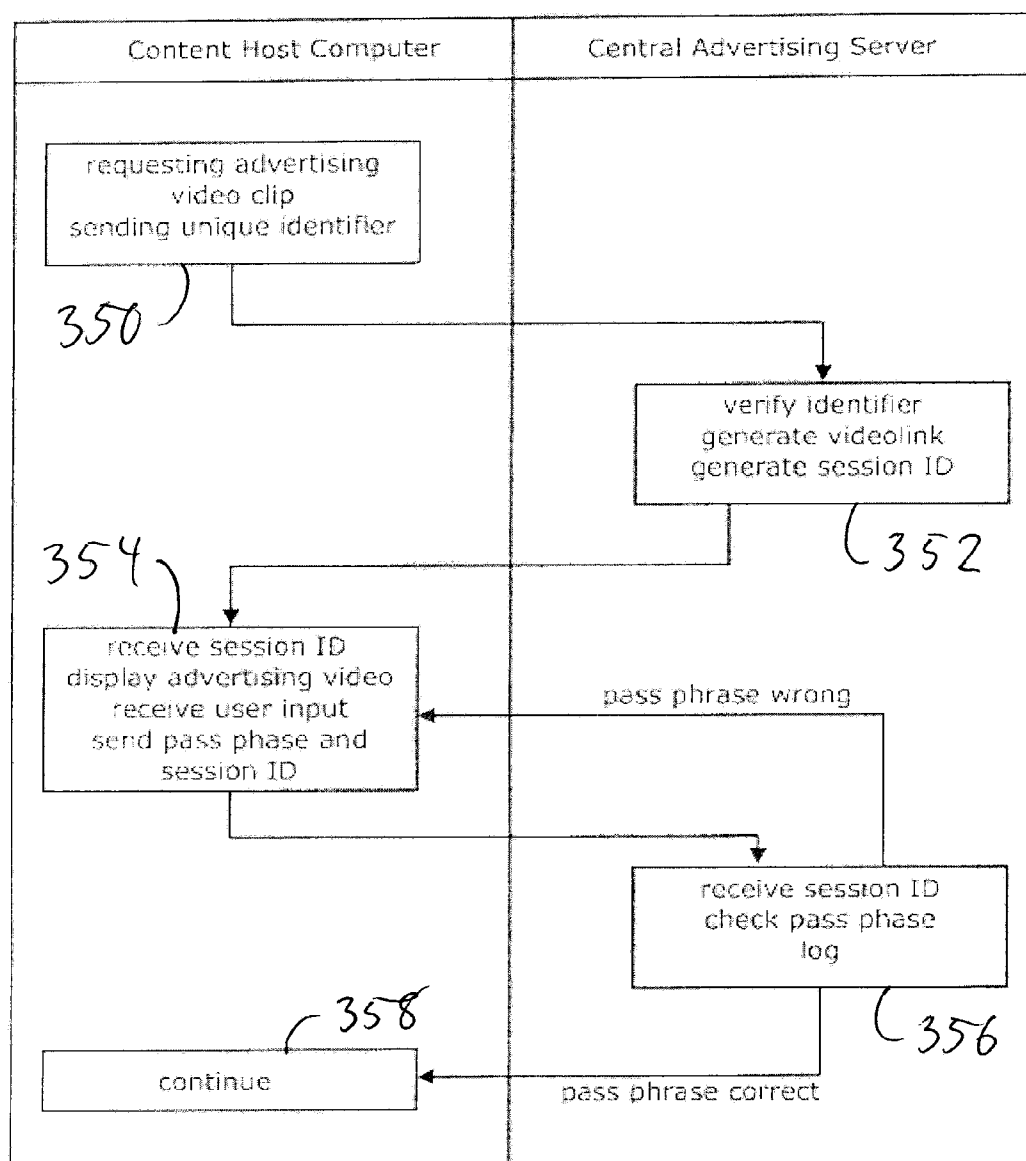 Content Host Computer
Central Advertising Server
requesting advertising
video clip
sending unique identifier
350
verify identifier
generate videolink
generate session ID
352
354
receive session ID
display advertising video
receive user input
send pass phase and
session ID
pass phrase wrong
receive session ID
check pass phase
log
356
358
continue
pass phrase correct